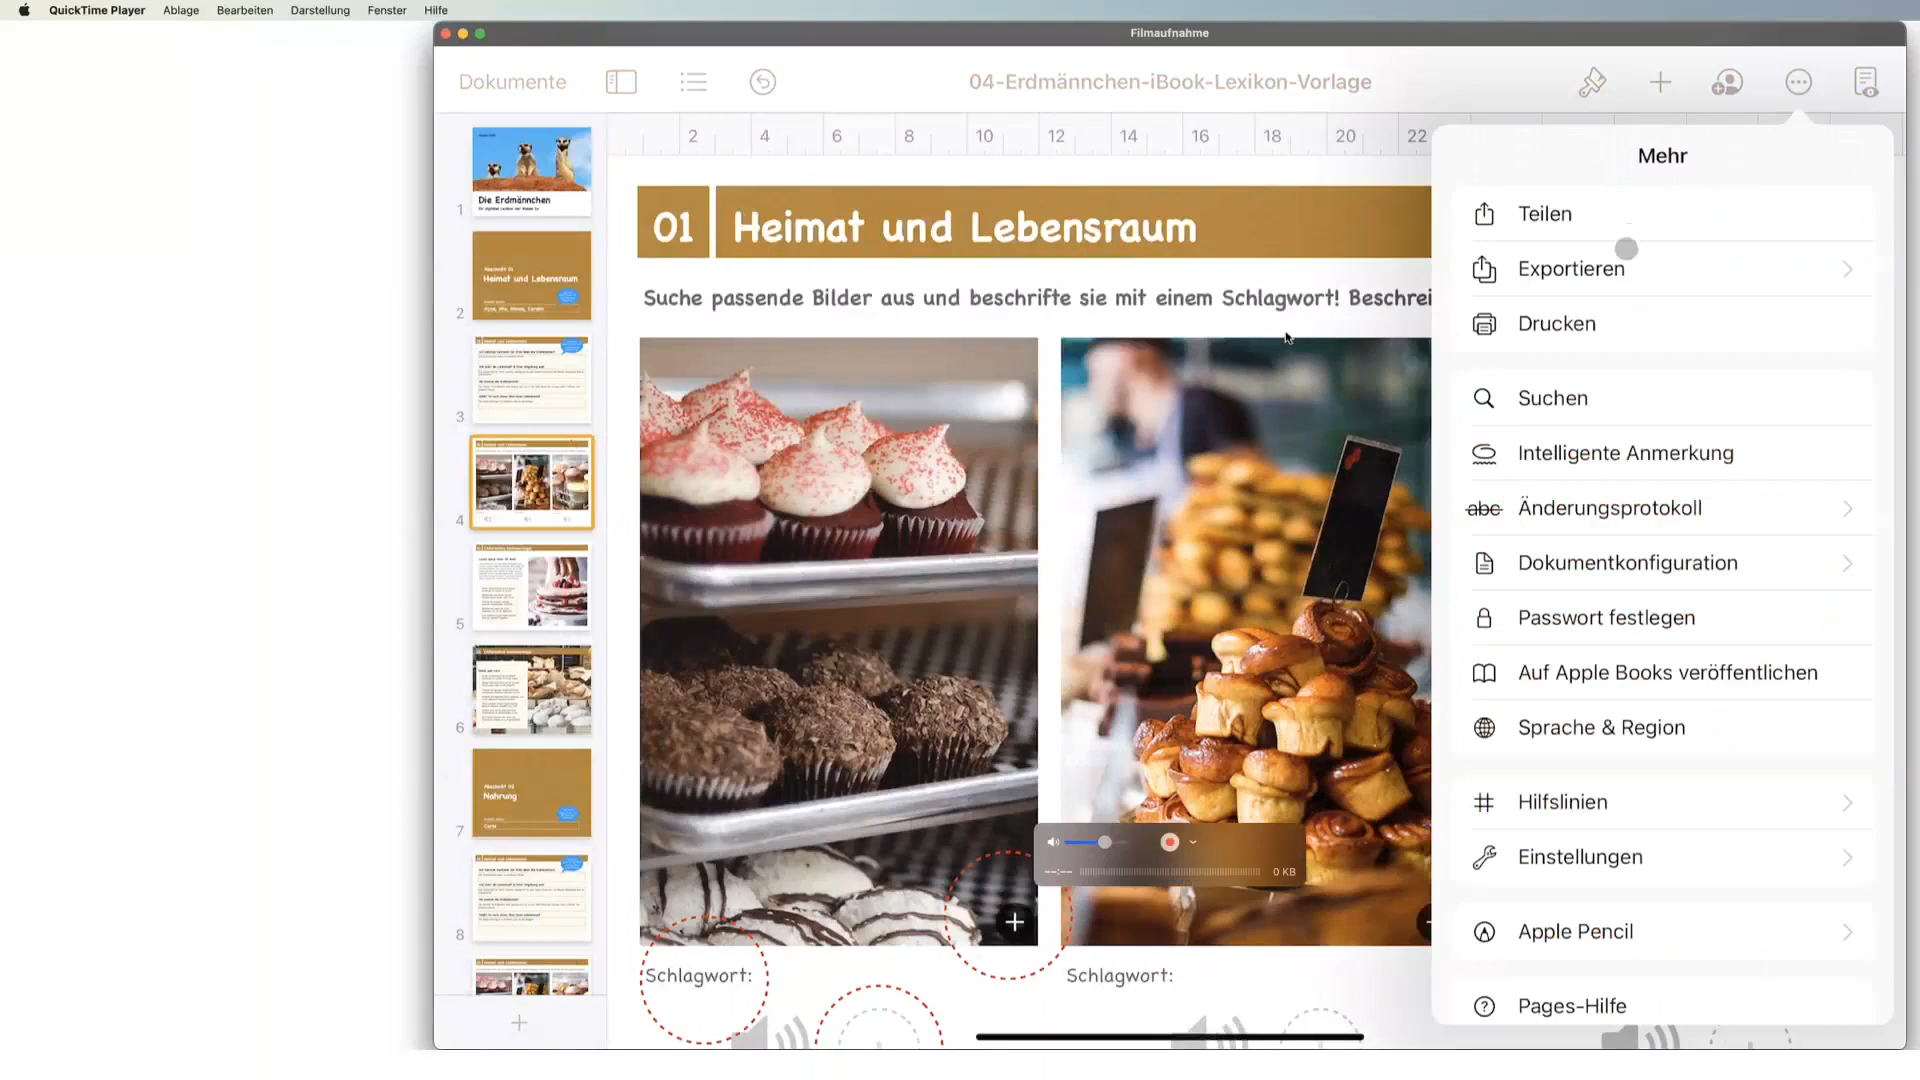 QuickTime Player Ablage Bearbeiten Darstellung Fenster Hilfe
Filmaufnahme
Dokumente
04-Erdmännchen-iBook-Lexikon-Vorlage
2 4 6 8 10 12 14 16 18 20 22
Die Erdmännchen
1
Abschnitt 01
Heimat und Lebensraum
2
3
4
5
6
Nahrung
7
8
01 Heimat und Lebensraum
Suche passende Bilder aus und beschrifte sie mit einem Schlagwort! Beschrei
0 KB
Schlagwort:
Schlagwort:
Mehr
Teilen
Exportieren
Drucken
Suchen
Intelligente Anmerkung
abc Änderungsprotokoll
Dokumentkonfiguration
Passwort festlegen
Auf Apple Books veröffentlichen
Sprache & Region
Hilfslinien
Einstellungen
Apple Pencil
Pages-Hilfe